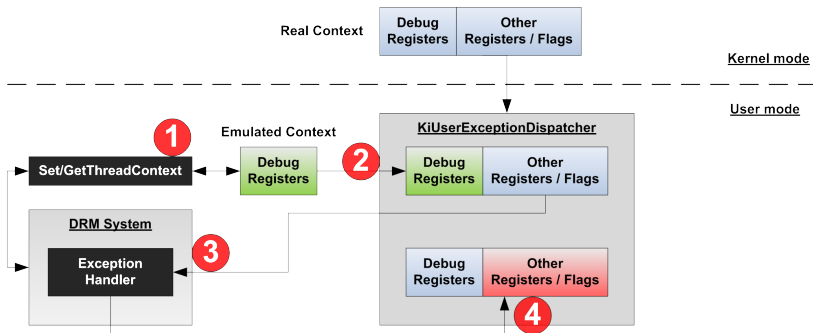 Real Context
Debug
Registers
Other
Registers / Flags
Kernel mode
User mode
1
Emulated Context
KiUserExceptionDispatcher
Set/GetThreadContext
Debug
Registers
2
Debug
Registers
Other
Registers / Flags
DRM System
3
Exception
Handler
Debug
Registers
Other
Registers / Flags
4